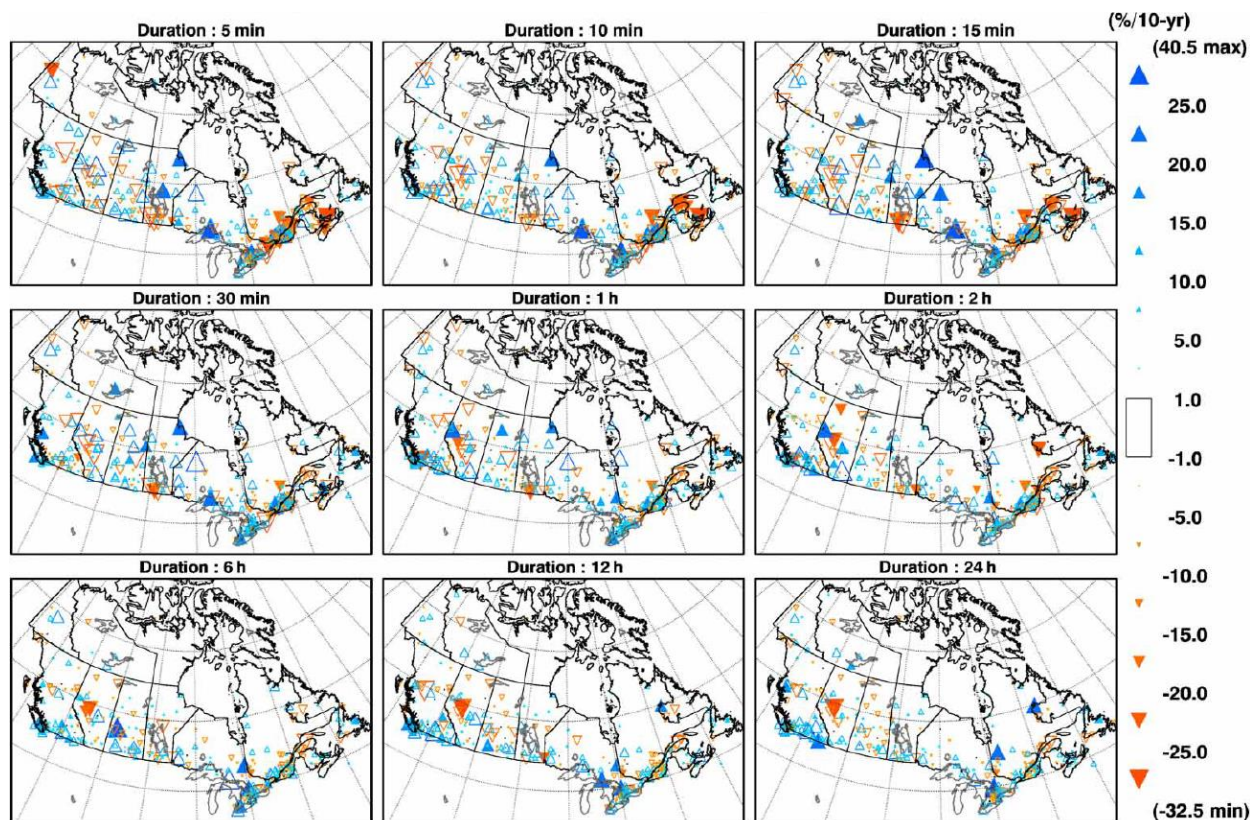 Duration : 5 min
Duration : 10 min
Duration : 15 min
Duration : 30 min
Duration : 1 h
Duration : 2 h
Duration : 6 h
Duration : 12 h
Duration : 24 h
(%/10-yr)
(40.5 max)
25.0
20.0
15.0
10.0
5.0
1.0
-1.0
-5.0
-10.0
-15.0
-20.0
-25.0
(-32.5 min)